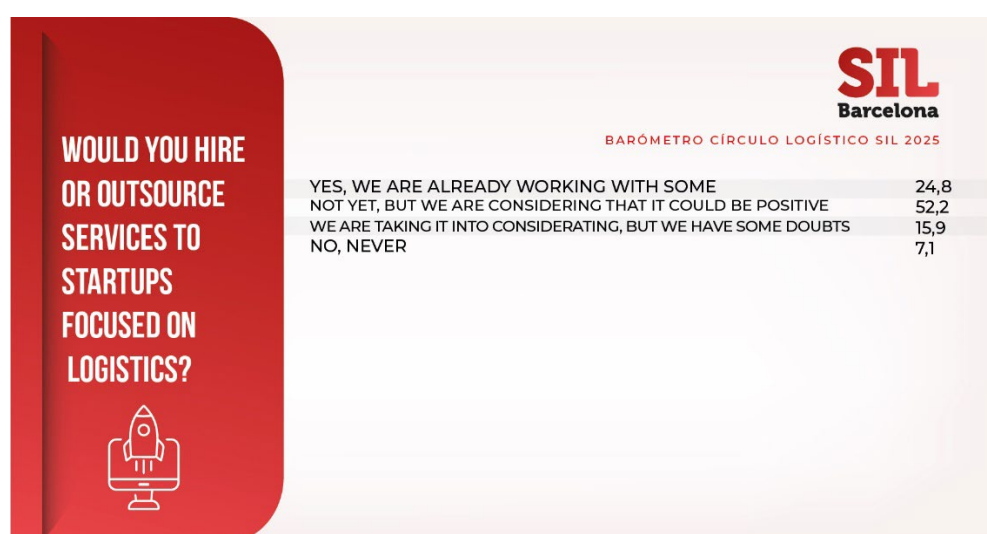 WOULD YOU HIRE
OR OUTSOURCE
SERVICES TO
STARTUPS
FOCUSED ON
LOGISTICS?
SIL
Barcelona
BARÓMETRO CÍRCULO LOGÍSTICO SIL 2025
YES, WE ARE ALREADY WORKING WITH SOME 24,8
NOT YET, BUT WE ARE CONSIDERING THAT IT COULD BE POSITIVE 52,2
WE ARE TAKING IT INTO CONSIDERATING, BUT WE HAVE SOME DOUBTS 15,9
NO, NEVER 7,1